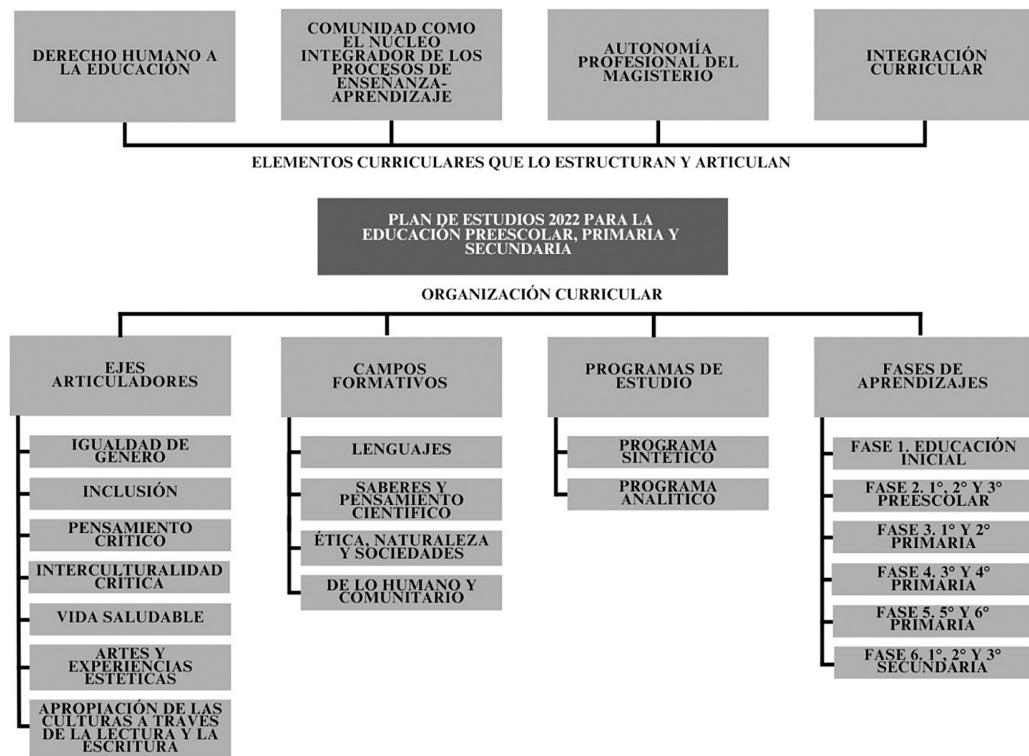 DERECHO HUMANO A
LA EDUCACIÓN
COMUNIDAD COMO
EL NÚCLEO
INTEGRADOR DE LOS
PROCESOS DE
ENSEÑANZA-
APRENDIZAJE
AUTONOMÍA
PROFESIONAL DEL
MAGISTERIO
INTEGRACIÓN
CURRICULAR
ELEMENTOS CURRICULARES QUE LO ESTRUCTURAN Y ARTICULAN
PLAN DE ESTUDIOS 2022 PARA LA
EDUCACIÓN PREESCOLAR, PRIMARIA Y
SECUNDARIA
ORGANIZACIÓN CURRICULAR
EJES
ARTICULADORES
IGUALDAD DE
GÉNERO
INCLUSIÓN
PENSAMIENTO
CRÍTICO
INTERCULTURALIDAD
CRÍTICA
VIDA SALUDABLE
ARTES Y
EXPERIENCIAS
ESTÉTICAS
APROPIACIÓN DE LAS
CULTURAS A TRAVÉS
DE LA LECTURA Y LA
ESCRITURA
CAMPOS
FORMATIVOS
LENGUAJES
SABERES Y
PENSAMIENTO
CIENTÍFICO
ÉTICA, NATURALEZA
Y SOCIEDADES
DE LO HUMANO Y
COMUNITARIO
PROGRAMAS DE
ESTUDIO
PROGRAMA
SINTÉTICO
PROGRAMA
ANALÍTICO
FASES DE
APRENDIZAJES
FASE 1. EDUCACIÓN
INICIAL
FASE 2. 1°, 2° Y 3°
PREESCOLAR
FASE 3. 1° Y 2°
PRIMARIA
FASE 4. 3° Y 4°
PRIMARIA
FASE 5. 5° Y 6°
PRIMARIA
FASE 6. 1°, 2° Y 3°
SECUNDARIA